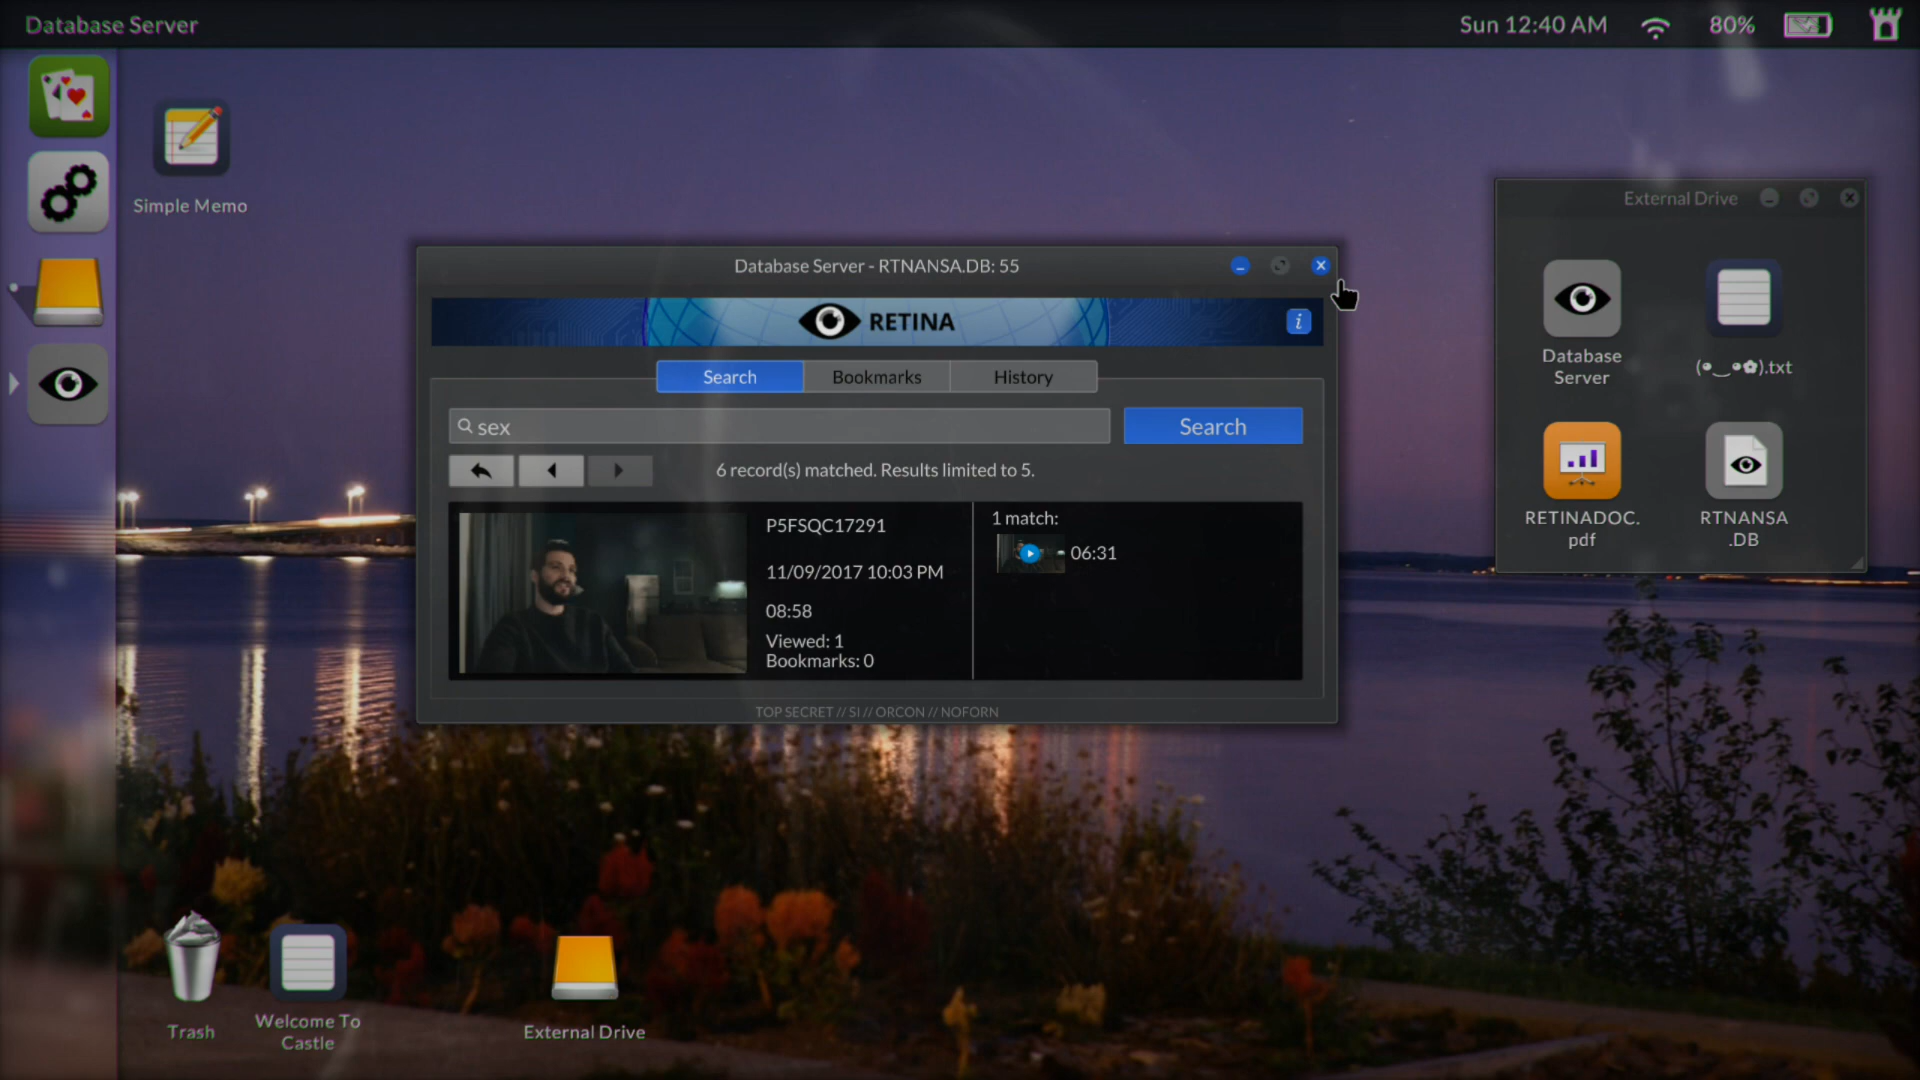 Database Server
Sun 12:40 AM
80%
Simple Memo
External Drive
Database Server - RTNANSA.DB: 55
RETINA
i
Search
Bookmarks
History
sex
Search
6 record(s) matched. Results limited to 5.
P5FSQC17291
11/09/2017 10:03 PM
08:58
Viewed: 1
Bookmarks: 0
1 match:
06:31
TOP SECRET // SI // ORCON // NOFORN
Database
Server
(•‿•✿).txt
RETINADOC.
pdf
RTNANSA
.DB
Trash
Welcome To
Castle
External Drive